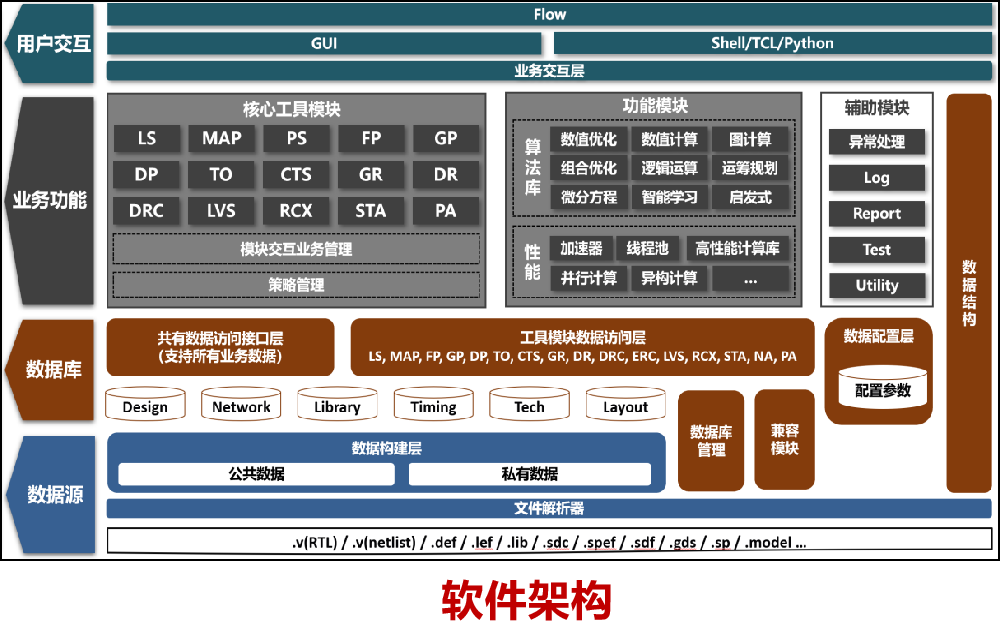 用户交互
Flow
GUI
Shell/TCL/Python
业务交互层
业务功能
核心工具模块
LS
MAP
PS
FP
GP
DP
TO
CTS
GR
DR
DRC
LVS
RCX
STA
PA
模块交互业务管理
策略管理
功能模块
算法库
数值优化
数值计算
图计算
组合优化
逻辑运算
运筹规划
微分方程
智能学习
启发式
性能
加速器
线程池
高性能计算库
并行计算
异构计算
...
辅助模块
异常处理
Log
Report
Test
Utility
数据结构
数据库
共有数据访问接口层
(支持所有业务数据)
工具模块数据访问层
LS, MAP, FP, GP, DP, TO, CTS, GR, DR, DRC, ERC, LVS, RCX, STA, NA, PA
数据配置层
配置参数
Design
Network
Library
Timing
Tech
Layout
数据库
管理
兼容
模块
数据源
数据构建层
公共数据
私有数据
文件解析器
.v(RTL) / .v(netlist) / .def / .lef / .lib / .sdc / .spef / .sdf / .gds / .sp / .model ...
软件架构